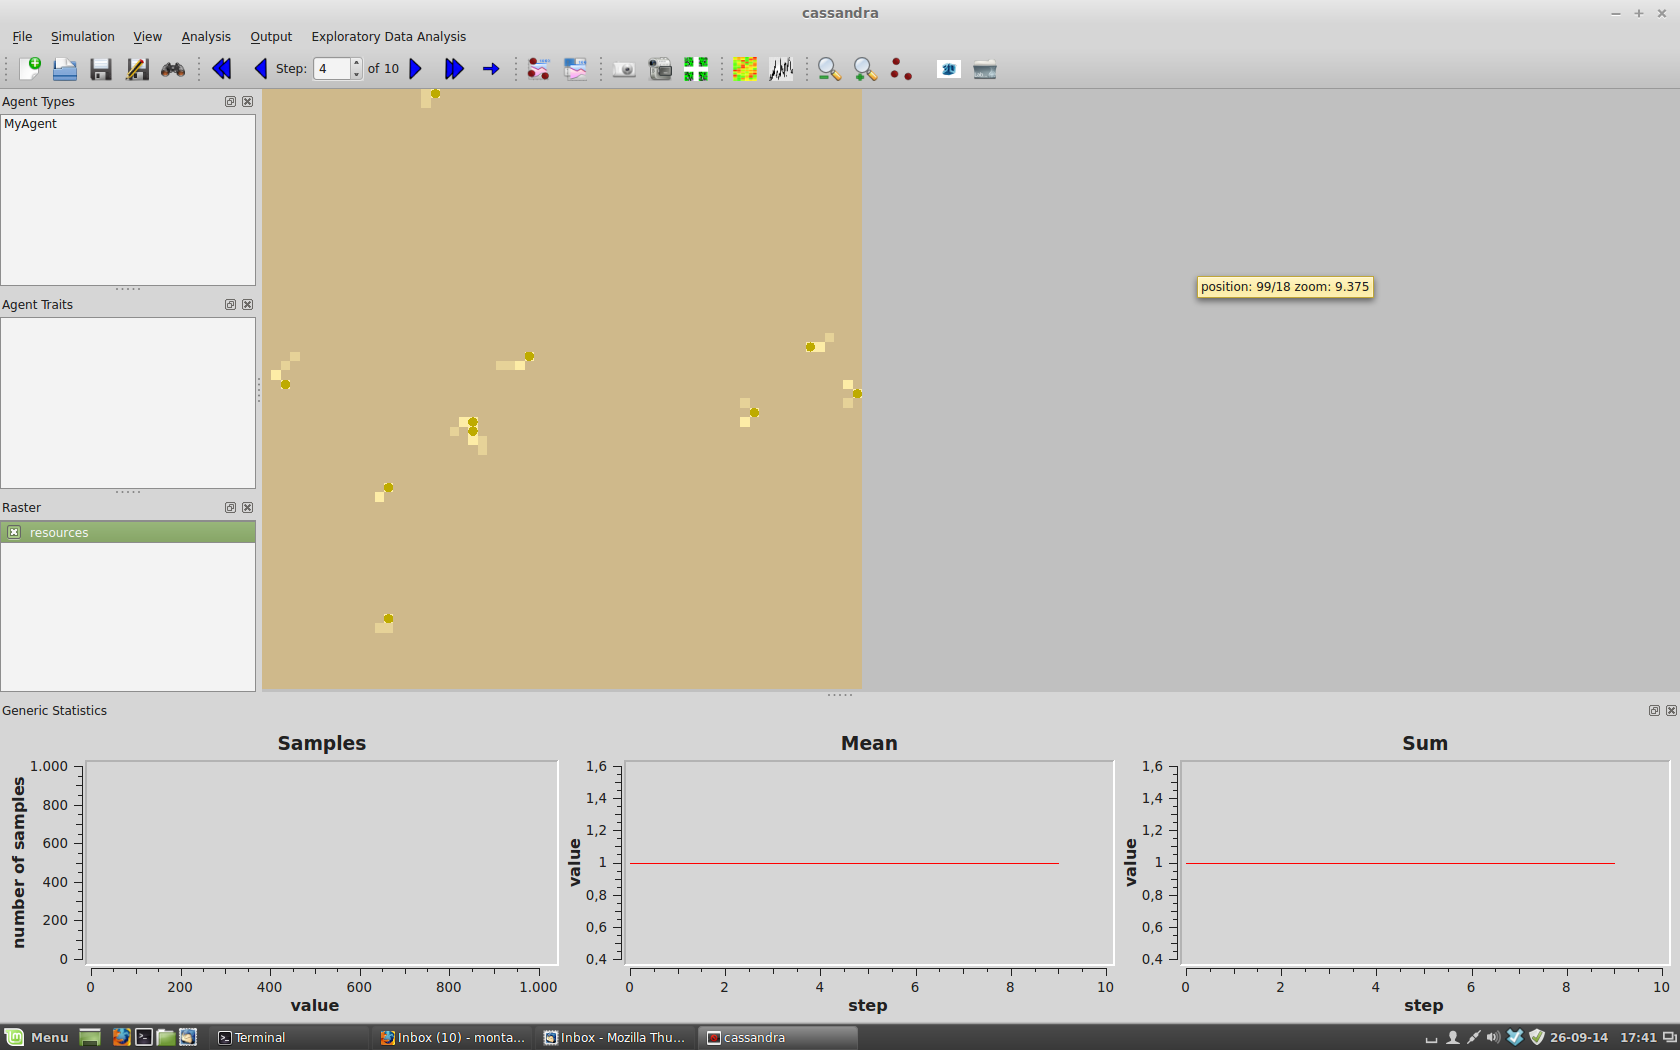 cassandra
File Simulation View Analysis Output Exploratory Data Analysis
Step: 4 of 10
Agent Types
MyAgent
Agent Traits
Raster
resources
position: 99/18 zoom: 9.375
Generic Statistics
Samples
number of samples
1.000
800
600
400
200
0
0 200 400 600 800 1.000
value
Mean
value
1,6
1,4
1,2
1
0,8
0,6
0,4
0 2 4 6 8 10
step
Sum
value
1,6
1,4
1,2
1
0,8
0,6
0,4
0 2 4 6 8 10
step
Menu Terminal Inbox (10) - monta... Inbox - Mozilla Thu... cassandra 26-09-14 17:41